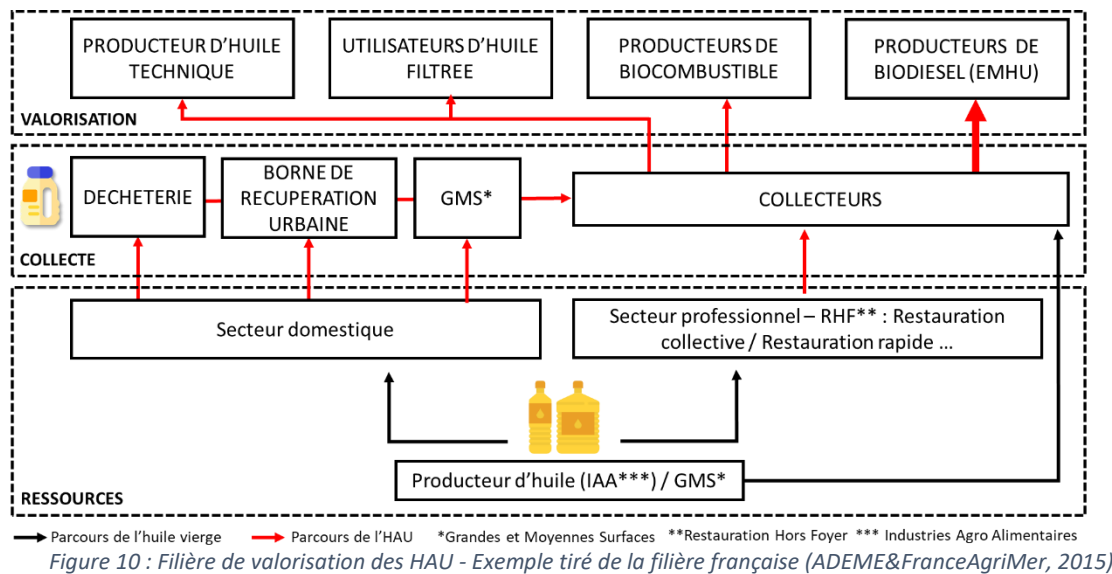 PRODUCTEUR D'HUILE
TECHNIQUE
UTILISATEURS D'HUILE
FILTREE
PRODUCTEURS DE
BIOCOMBUSTIBLE
PRODUCTEURS DE
BIODIESEL (EMHU)
VALORISATION
DECHETERIE
BORNE DE
RECUPERATION
URBAINE
GMS*
COLLECTEURS
COLLECTE
Secteur domestique
Secteur professionnel – RHF** : Restauration
collective / Restauration rapide ...
Producteur d'huile (IAA***) / GMS*
RESSOURCES
Parcours de l'huile vierge
Parcours de l'HAU
*Grandes et Moyennes Surfaces
**Restauration Hors Foyer
*** Industries Agro Alimentaires
Figure 10 : Filière de valorisation des HAU - Exemple tiré de la filière française (ADEME&FranceAgriMer, 2015)